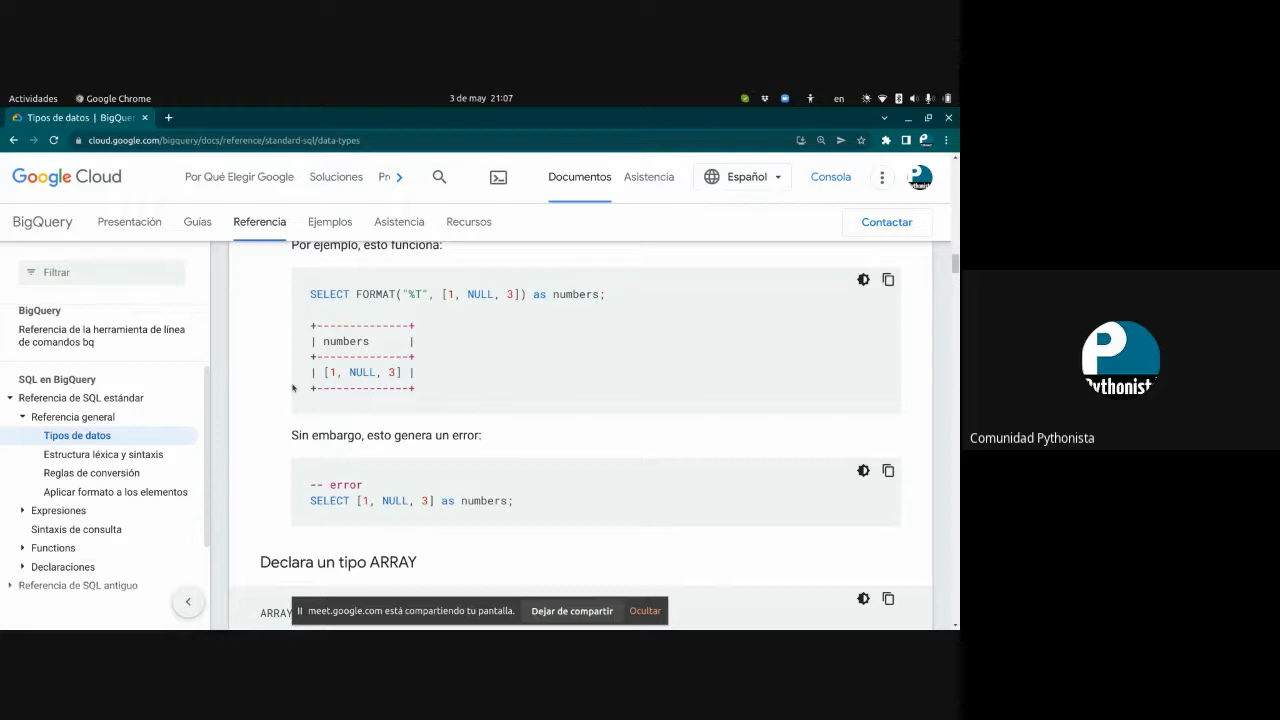 Actividades
Google Chrome
3 de may 21:07
en
Tipos de datos | BigQue
cloud.google.com/bigquery/docs/reference/standard-sql/data-types
Google Cloud
Por Qué Elegir Google
Soluciones
Pr
Documentos
Asistencia
Español
Consola
BigQuery
Presentación
Guías
Referencia
Ejemplos
Asistencia
Recursos
Contactar
Filtrar
BigQuery
Referencia de la herramienta de línea
de comandos bq
SQL en BigQuery
Referencia de SQL estándar
Referencia general
Tipos de datos
Estructura léxica y sintaxis
Reglas de conversión
Aplicar formato a los elementos
Expresiones
Sintaxis de consulta
Functions
Declaraciones
Referencia de SQL antiguo
Por ejemplo, esto funciona:
SELECT FORMAT("%T", [1, NULL, 3]) as numbers;
+--------------+
| numbers      |
+--------------+
| [1, NULL, 3] |
+--------------+
Sin embargo, esto genera un error:
-- error
SELECT [1, NULL, 3] as numbers;
Declara un tipo ARRAY
ARRAY
meet.google.com está compartiendo tu pantalla.
Dejar de compartir
Ocultar
Pythonist
Comunidad Pythonista